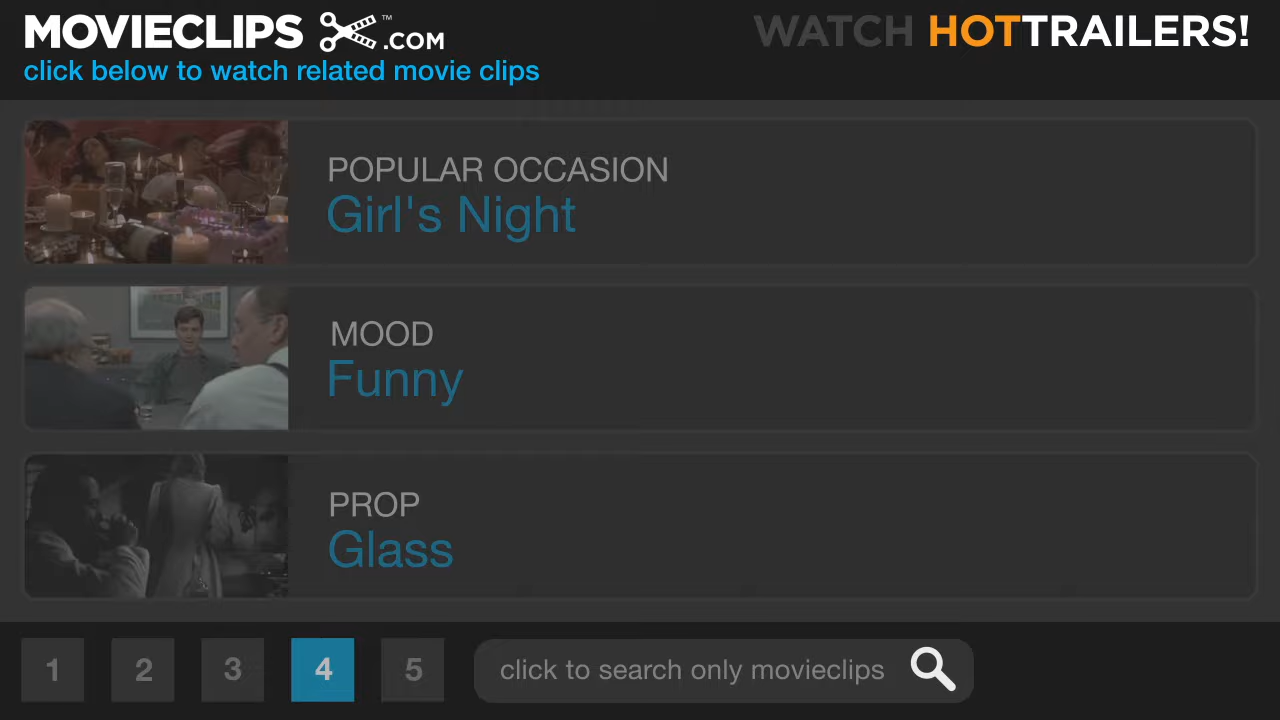 MOVIECLIPS ™ .COM
WATCH HOTTRAILERS!
click below to watch related movie clips
POPULAR OCCASION
Girl's Night
MOOD
Funny
PROP
Glass
1 2 3 4 5 click to search only movieclips